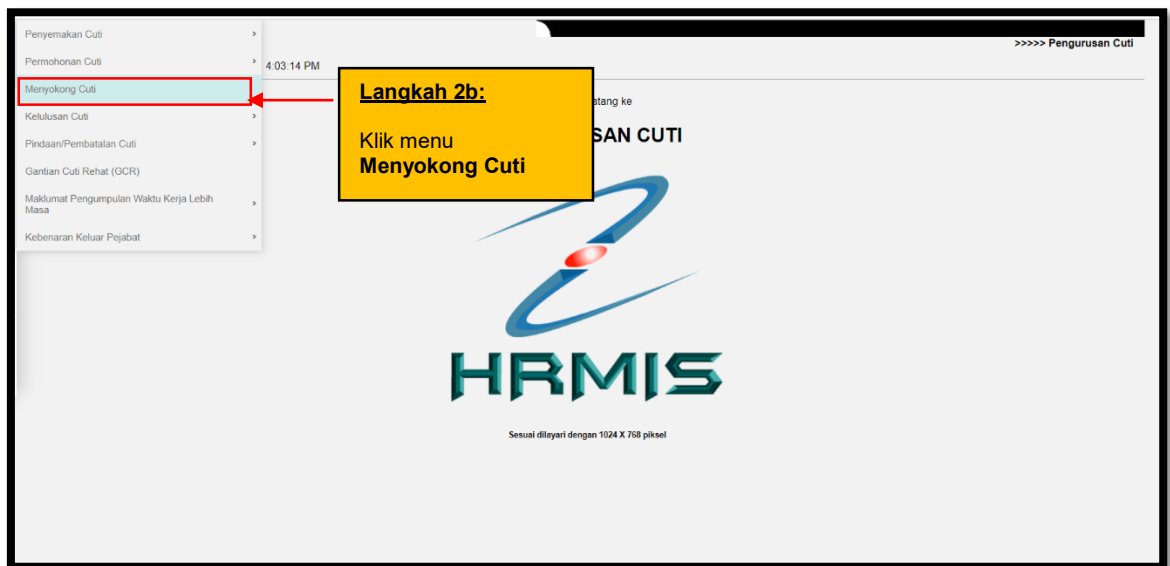 Penyemakan Cuti
>>>>> Pengurusan Cuti
Permohonan Cuti
4:03:14 PM
Menyokong Cuti
Langkah 2b:
Klik menu
Menyokong Cuti
atang ke
SAN CUTI
Kelulusan Cuti
Pindaan/Pembatalan Cuti
Gantian Cuti Rehat (GCR)
Maklumat Pengumpulan Waktu Kerja Lebih
Masa
Kebenaran Keluar Pejabat
HRMIS
Sesuai dilayari dengan 1024 X 768 piksel